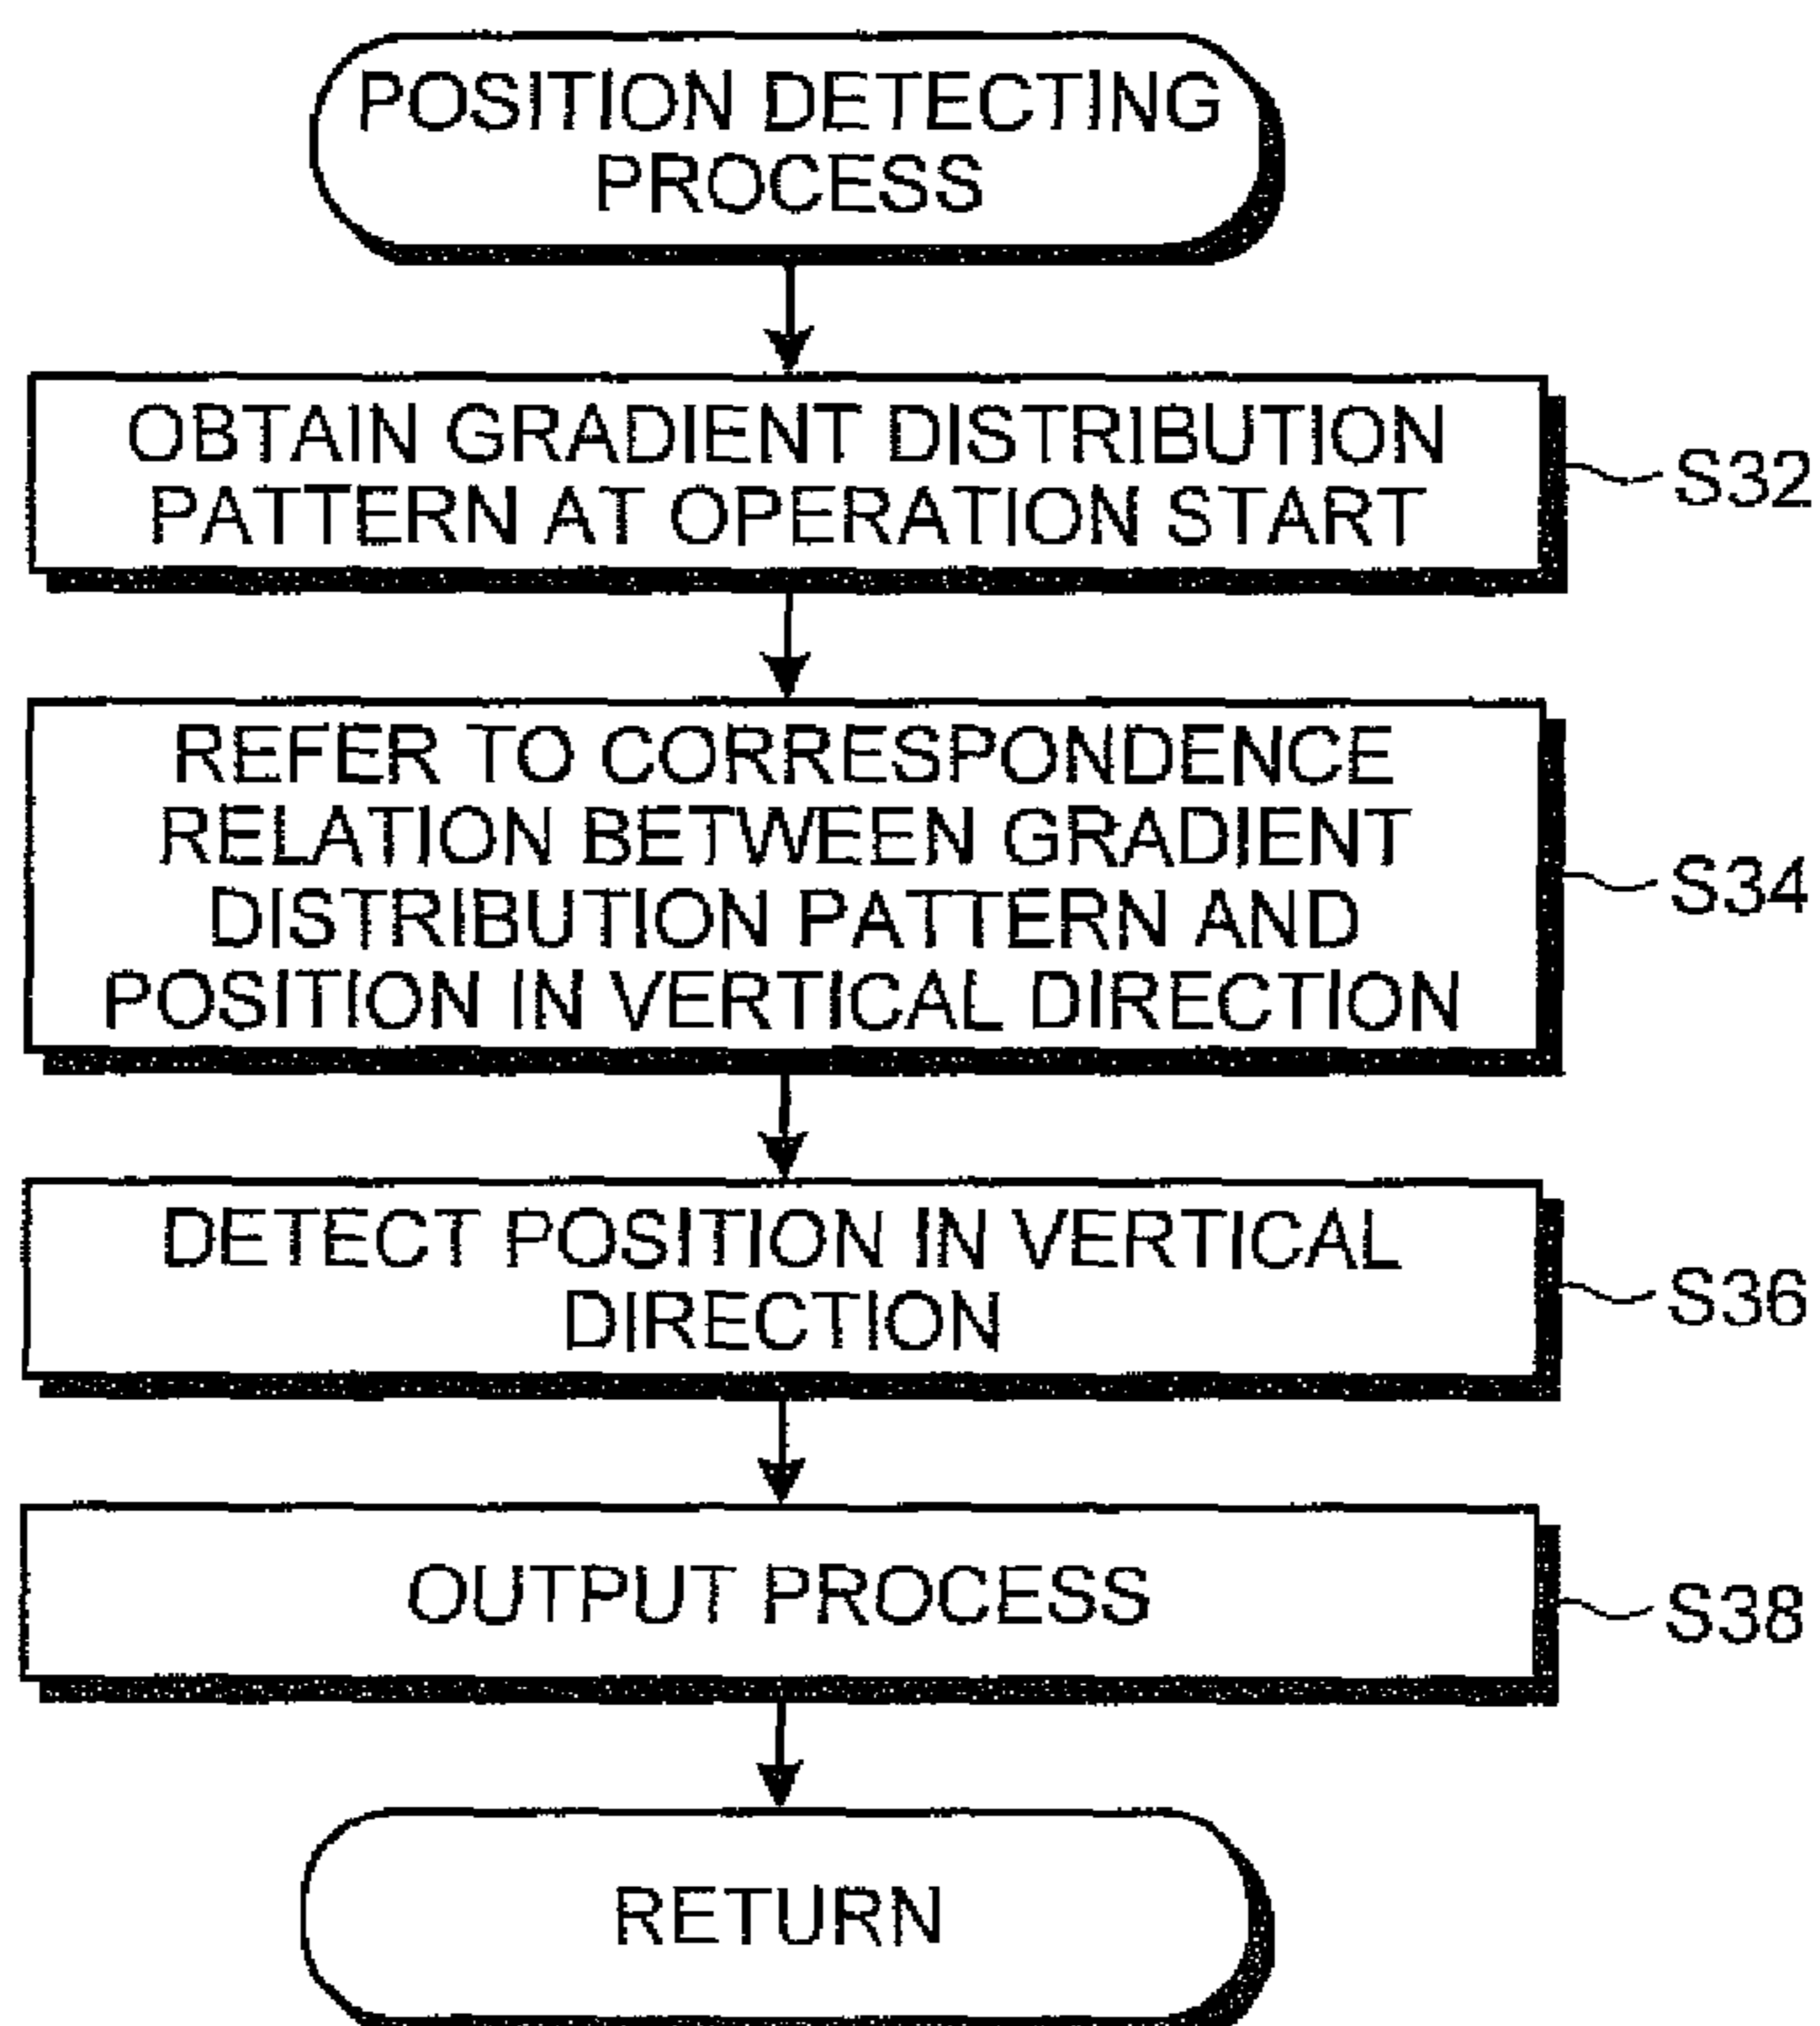 POSITION DETECTING
PROCESS
OBTAIN GRADIENT DISTRIBUTION
PATTERN AT OPERATION START
S32
REFER TO CORRESPONDENCE
RELATION BETWEEN GRADIENT
DISTRIBUTION PATTERN AND
POSITION IN VERTICAL DIRECTION
S34
DETECT POSITION IN VERTICAL
DIRECTION
S36
OUTPUT PROCESS
S38
RETURN